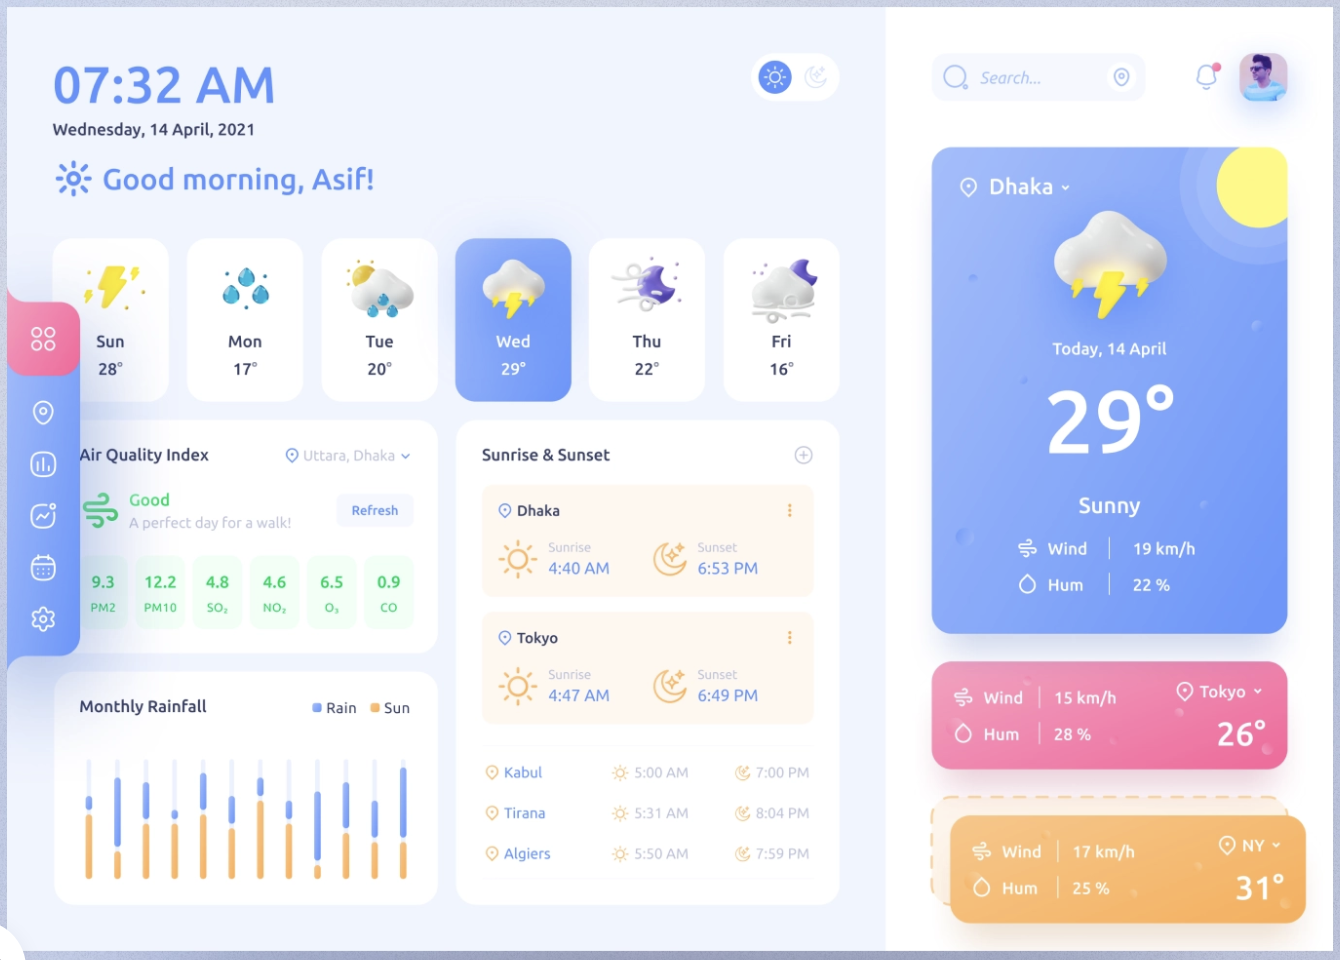 07:32 AM
Wednesday, 14 April, 2021
Good morning, Asif!
Sun
28°
Mon
17°
Tue
20°
Wed
29°
Thu
22°
Fri
16°
Air Quality Index
Uttara, Dhaka
Good
A perfect day for a walk!
Refresh
9.3
PM2
12.2
PM10
4.8
SO₂
4.6
NO₂
6.5
O₃
0.9
CO
Monthly Rainfall
Rain
Sun
Sunrise & Sunset
Dhaka
Sunrise
4:40 AM
Sunset
6:53 PM
Tokyo
Sunrise
4:47 AM
Sunset
6:49 PM
Kabul 5:00 AM 7:00 PM
Tirana 5:31 AM 8:04 PM
Algiers 5:50 AM 7:59 PM
Search...
Dhaka
Today, 14 April
29°
Sunny
Wind 19 km/h
Hum 22 %
Wind 15 km/h
Hum 28 %
Tokyo
26°
Wind 17 km/h
Hum 25 %
NY
31°